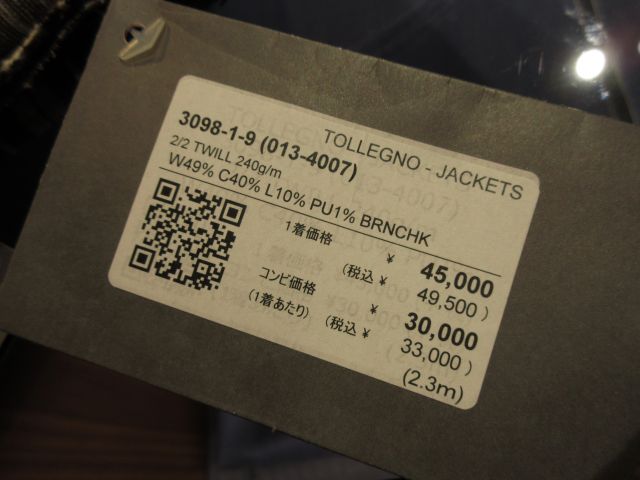 TOLLEGNO - JACKETS
3098-1-9 (013-4007)
2/2 TWILL 240g/m
W49% C40% L10% PU1% BRNCHK
1着価格 ¥ 45,000
(税込 ¥ 49,500 )
コンビ価格 ¥ 30,000
(1着あたり) (税込 ¥ 33,000 )
(2.3m)